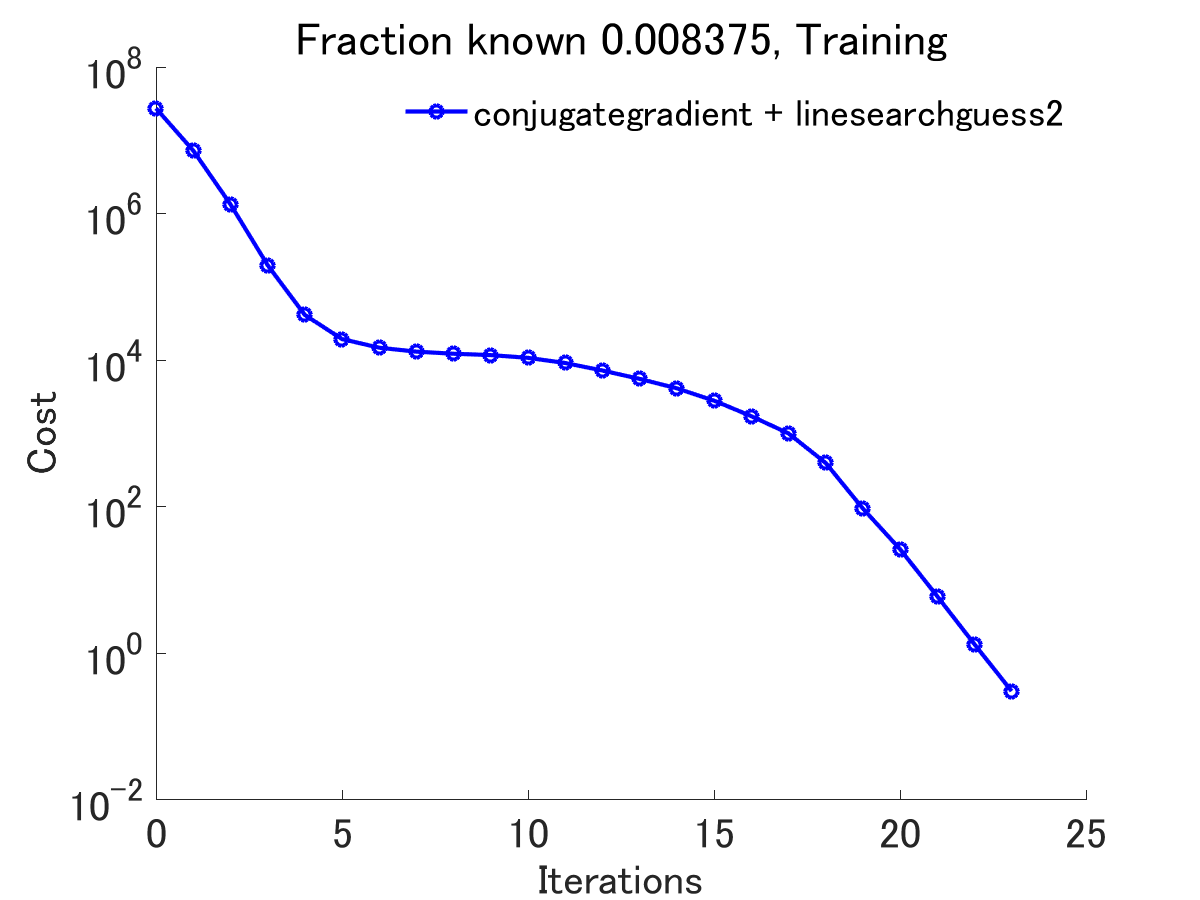 Fraction known 0.008375, Training
conjugategradient + linesearchguess2
10^8
10^6
10^4
10^2
10^0
10^-2
Cost
0 5 10 15 20 25
Iterations